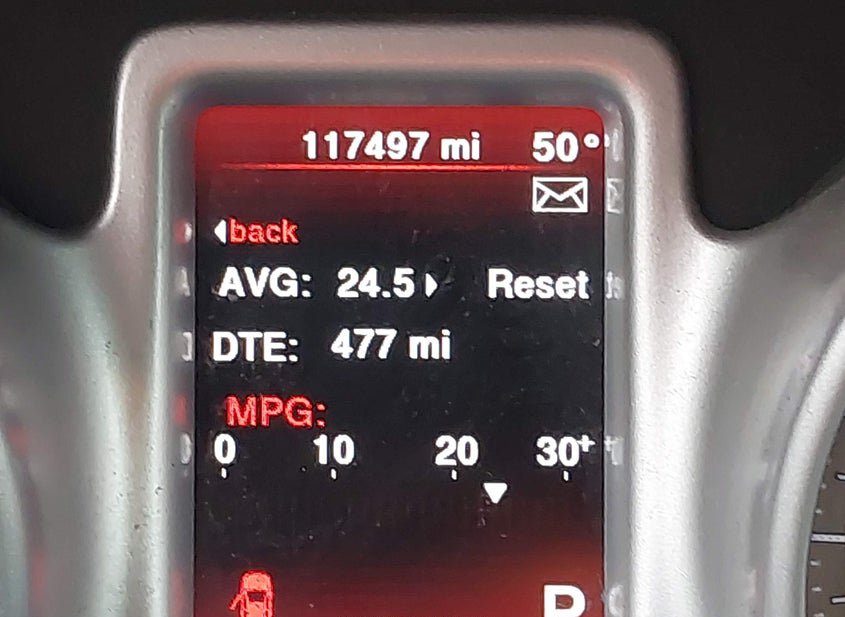 117497 mi 50°
back
AVG: 24.5 Reset
DTE: 477 mi
MPG:
0 10 20 30+
P